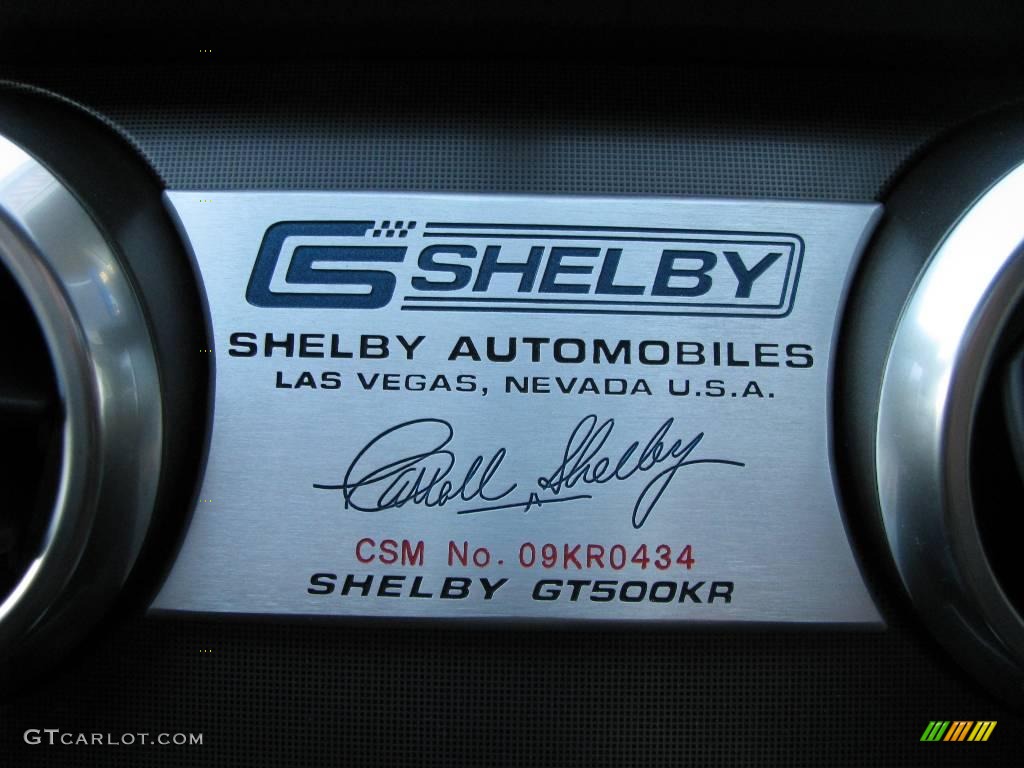 CS SHELBY
SHELBY AUTOMOBILES
LAS VEGAS, NEVADA U.S.A.
Carroll Shelby
CSM No. 09KR0434
SHELBY GT500KR
GTCARLOT.COM